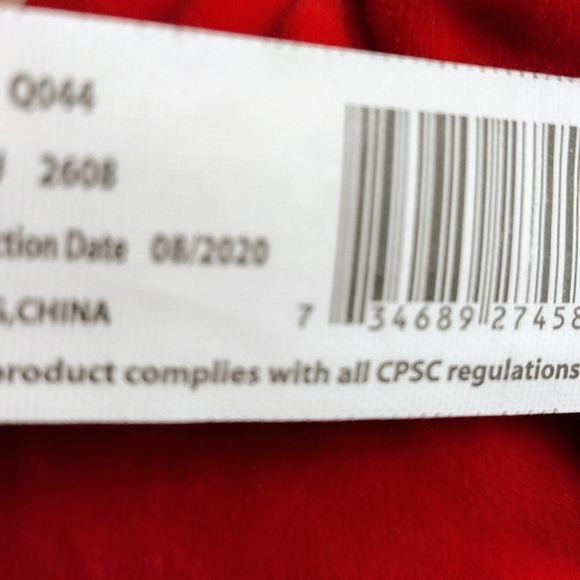 Q044
# 2608
ction Date 08/2020
,CHINA
7 34689 27458
product complies with all CPSC regulations